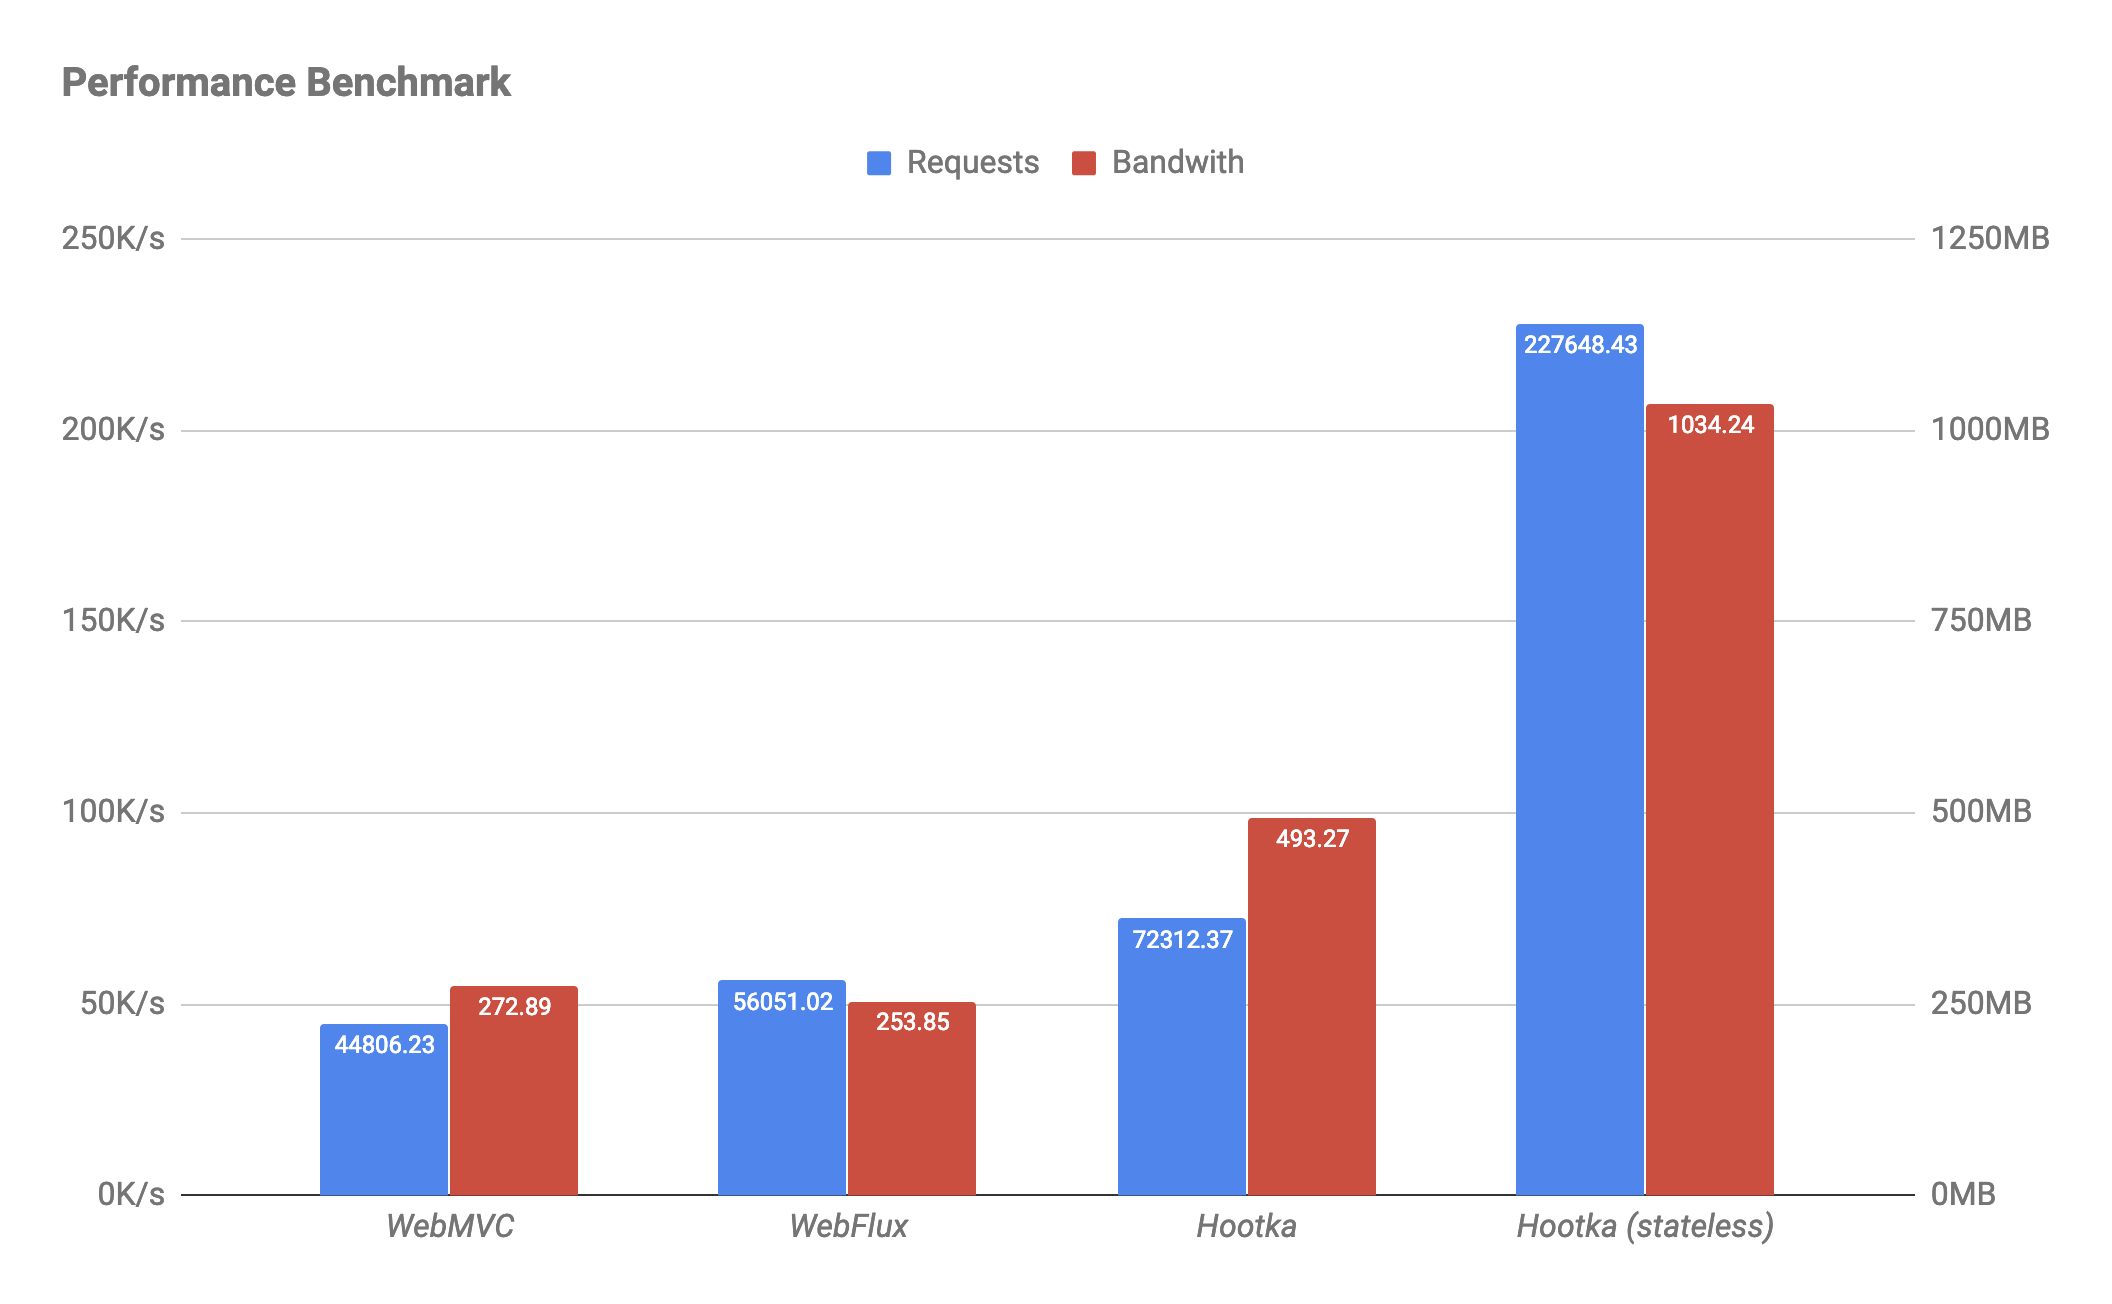 Performance Benchmark
Requests Bandwith
250K/s 1250MB
227648.43
200K/s 1034.24 1000MB
150K/s 750MB
100K/s 500MB
493.27
72312.37
50K/s 272.89 56051.02 253.85 250MB
44806.23
0K/s 0MB
WebMVC WebFlux Hootka Hootka (stateless)